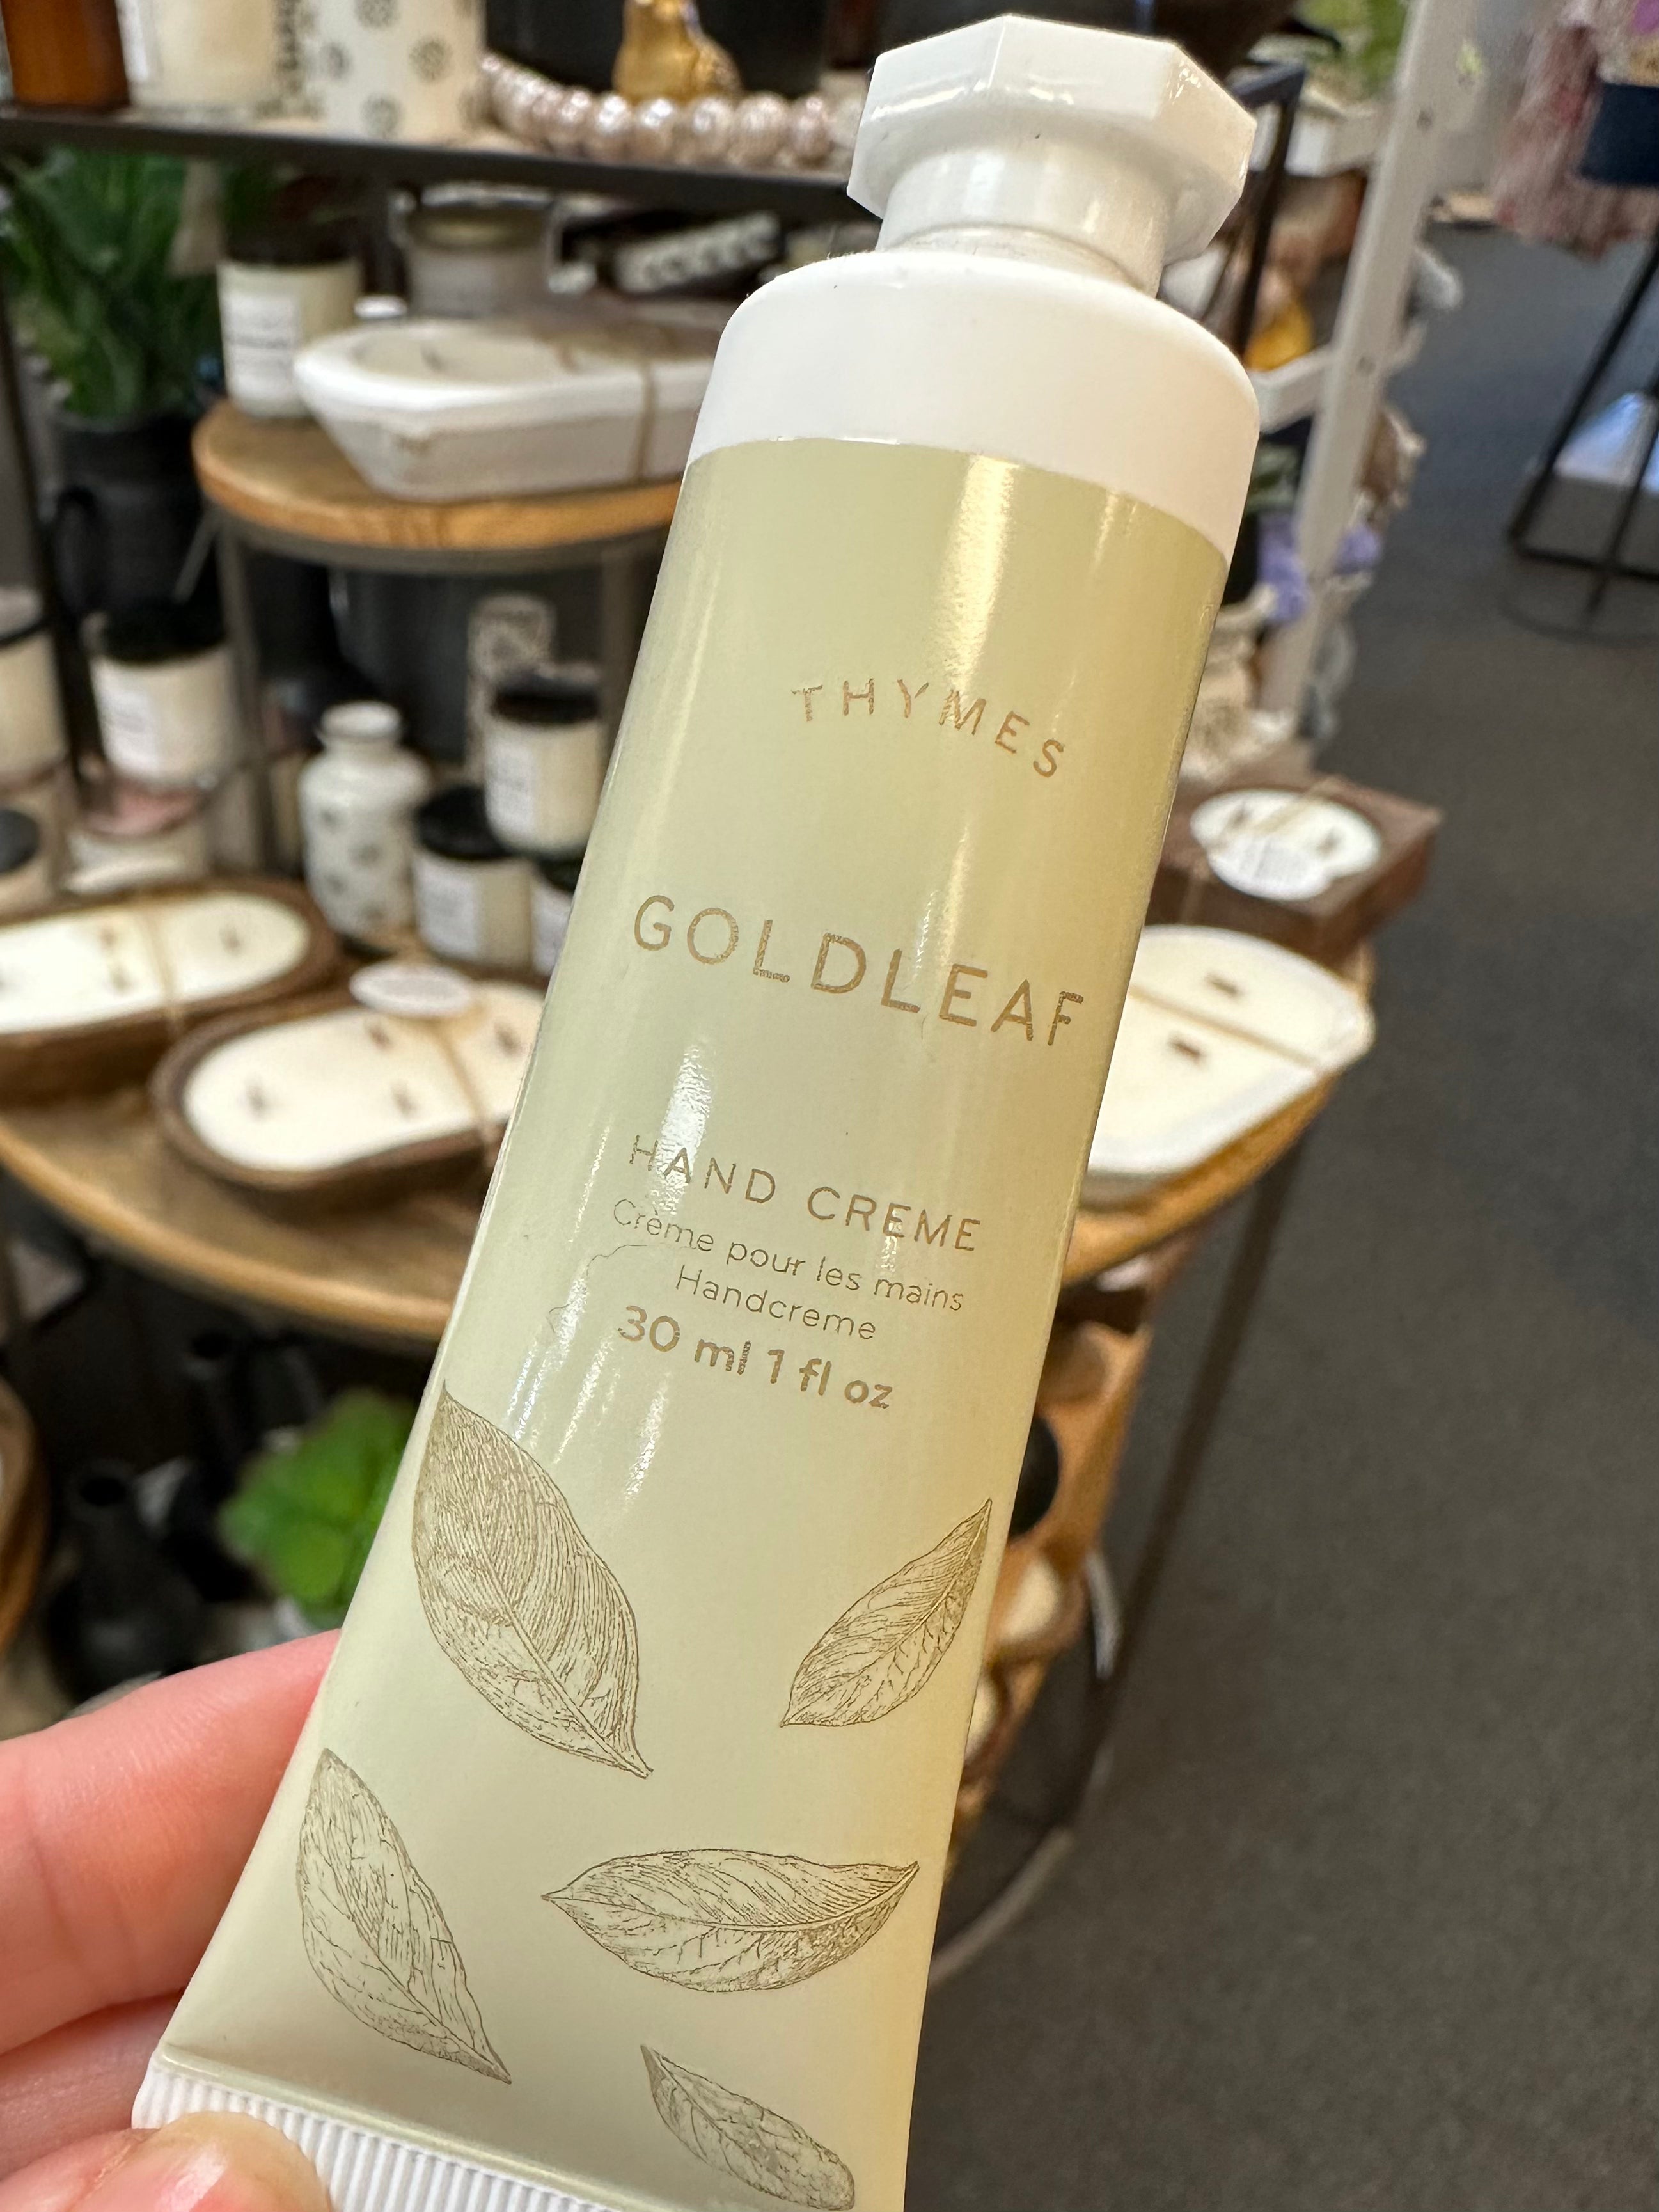 THYMES
GOLDLEAF
HAND CREME
Crème pour les mains
Handcreme
30 ml 1 fl oz